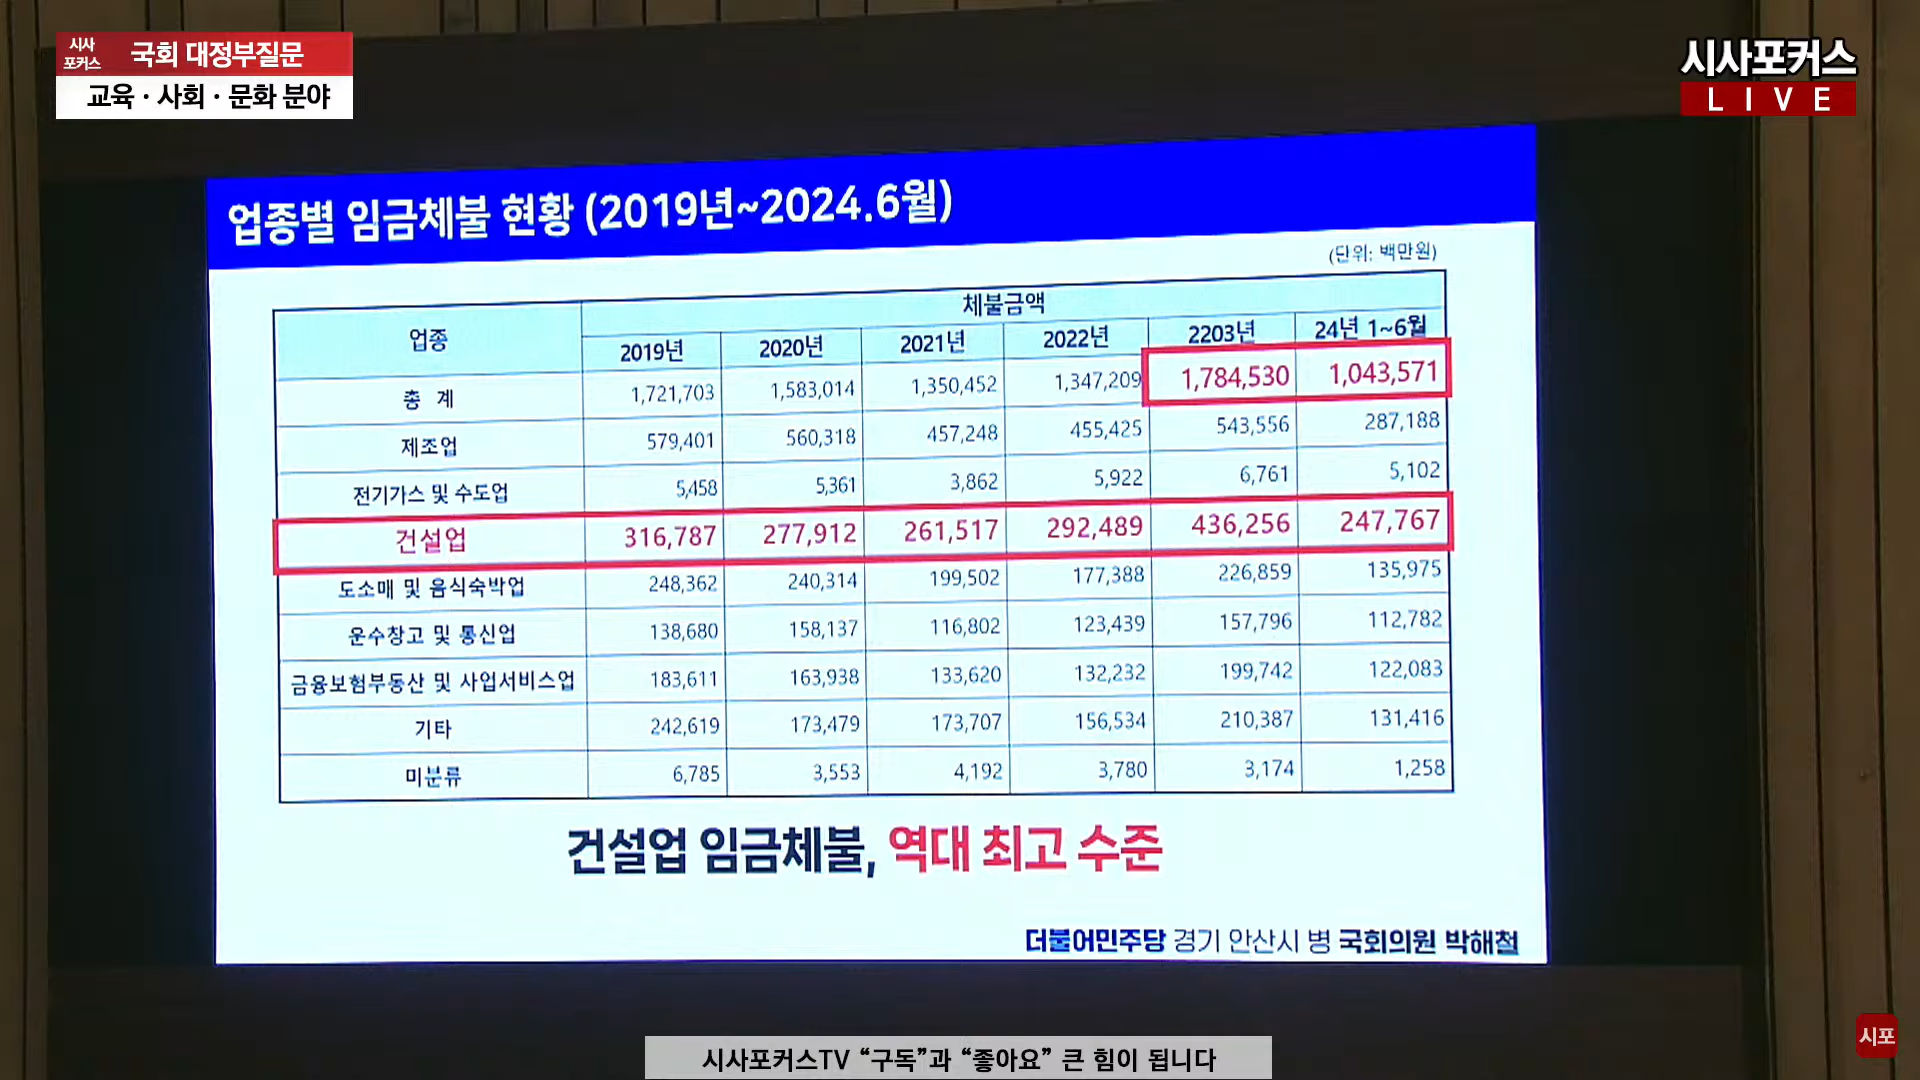 시사
포커스
국회 대정부질문
교육·사회·문화 분야
시사포커스
LIVE
업종별 임금체불 현황 (2019년~2024.6월)
(단위: 백만원)
업종 체불금액
2019년 2020년 2021년 2022년 2203년 24년 1~6월
총 계 1,721,703 1,583,014 1,350,452 1,347,209 1,784,530 1,043,571
제조업 579,401 560,318 457,248 455,425 543,556 287,188
전기가스 및 수도업 5,458 5,361 3,862 5,922 6,761 5,102
건설업 316,787 277,912 261,517 292,489 436,256 247,767
도소매 및 음식숙박업 248,362 240,314 199,502 177,388 226,859 135,975
운수창고 및 통신업 138,680 158,137 116,802 123,439 157,796 112,782
금융보험부동산 및 사업서비스업 183,611 163,938 133,620 132,232 199,742 122,083
기타 242,619 173,479 173,707 156,534 210,387 131,416
미분류 6,785 3,553 4,192 3,780 3,174 1,258
건설업 임금체불, 역대 최고 수준
더불어민주당 경기 안산시 병 국회의원 박해철
시포
시사포커스TV “구독”과 “좋아요” 큰 힘이 됩니다